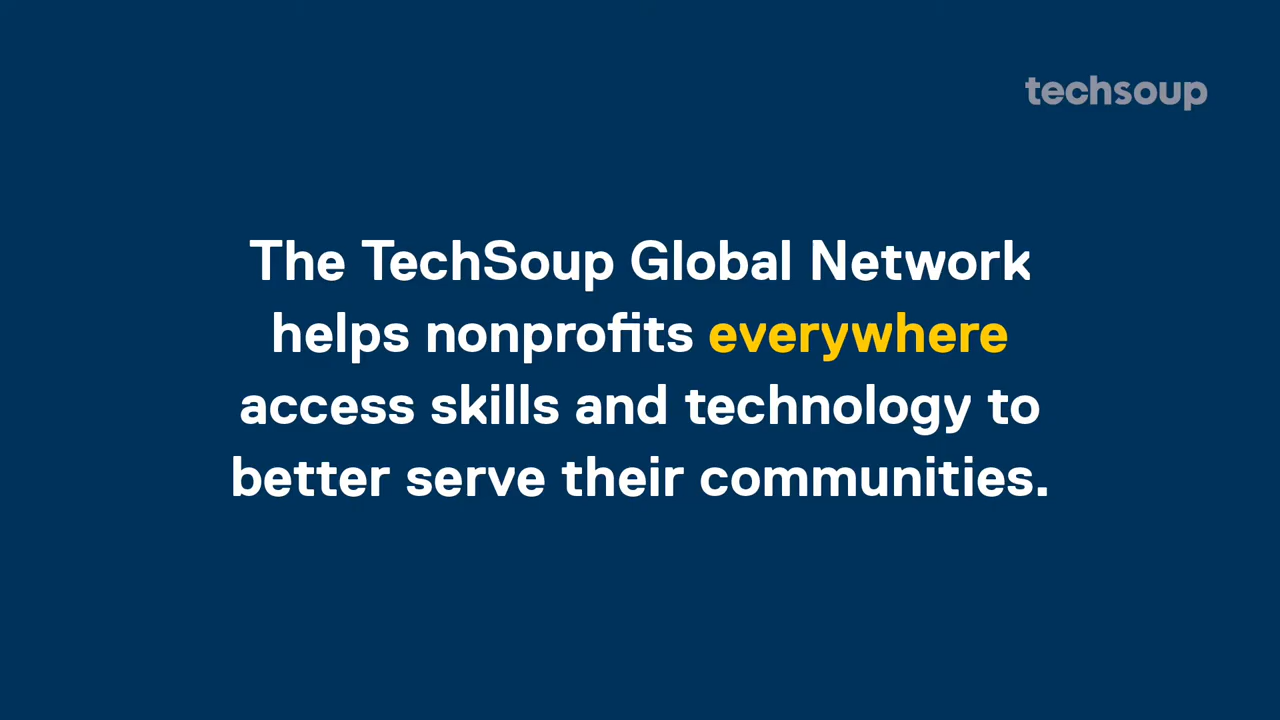 techsoup
The TechSoup Global Network
helps nonprofits everywhere
access skills and technology to
better serve their communities.